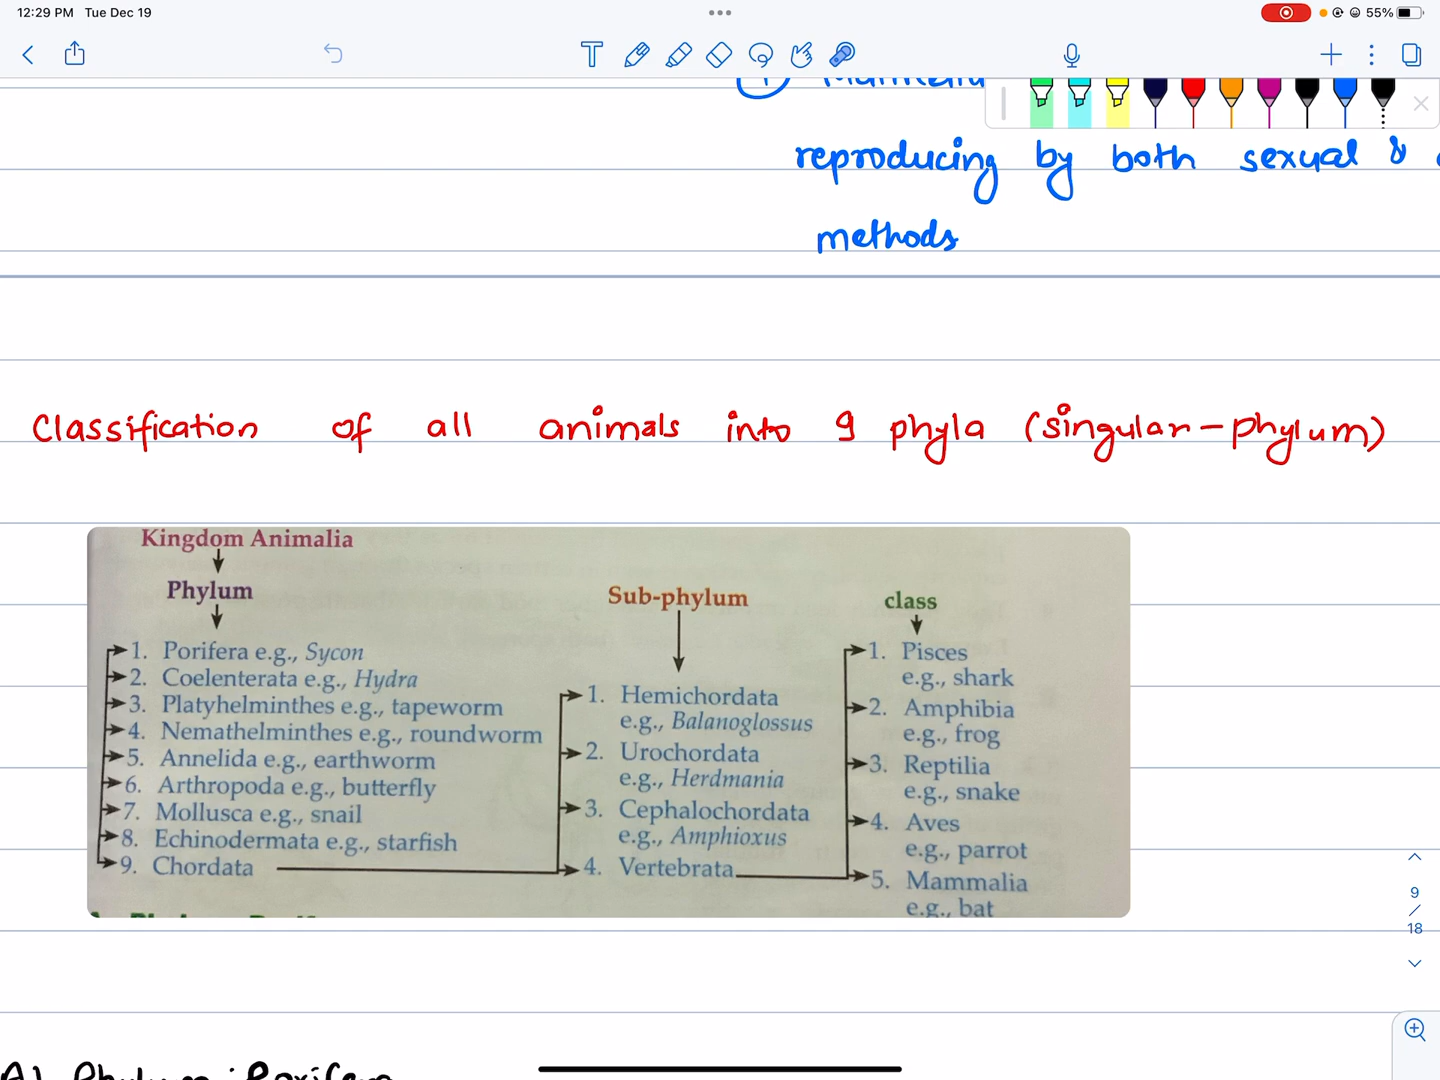 12:29 PM Tue Dec 19
55%
reproducing by both sexual &
methods
Classification of all animals into 9 phyla (singular-phylum)
Kingdom Animalia
Phylum
Sub-phylum
class
1. Porifera e.g., Sycon
2. Coelenterata e.g., Hydra
3. Platyhelminthes e.g., tapeworm
4. Nemathelminthes e.g., roundworm
5. Annelida e.g., earthworm
6. Arthropoda e.g., butterfly
7. Mollusca e.g., snail
8. Echinodermata e.g., starfish
9. Chordata
1. Hemichordata
e.g., Balanoglossus
2. Urochordata
e.g., Herdmania
3. Cephalochordata
e.g., Amphioxus
4. Vertebrata
1. Pisces
e.g., shark
2. Amphibia
e.g., frog
3. Reptilia
e.g., snake
4. Aves
e.g., parrot
5. Mammalia
e.g., bat
9
/
18
A) Phylum : Porifera